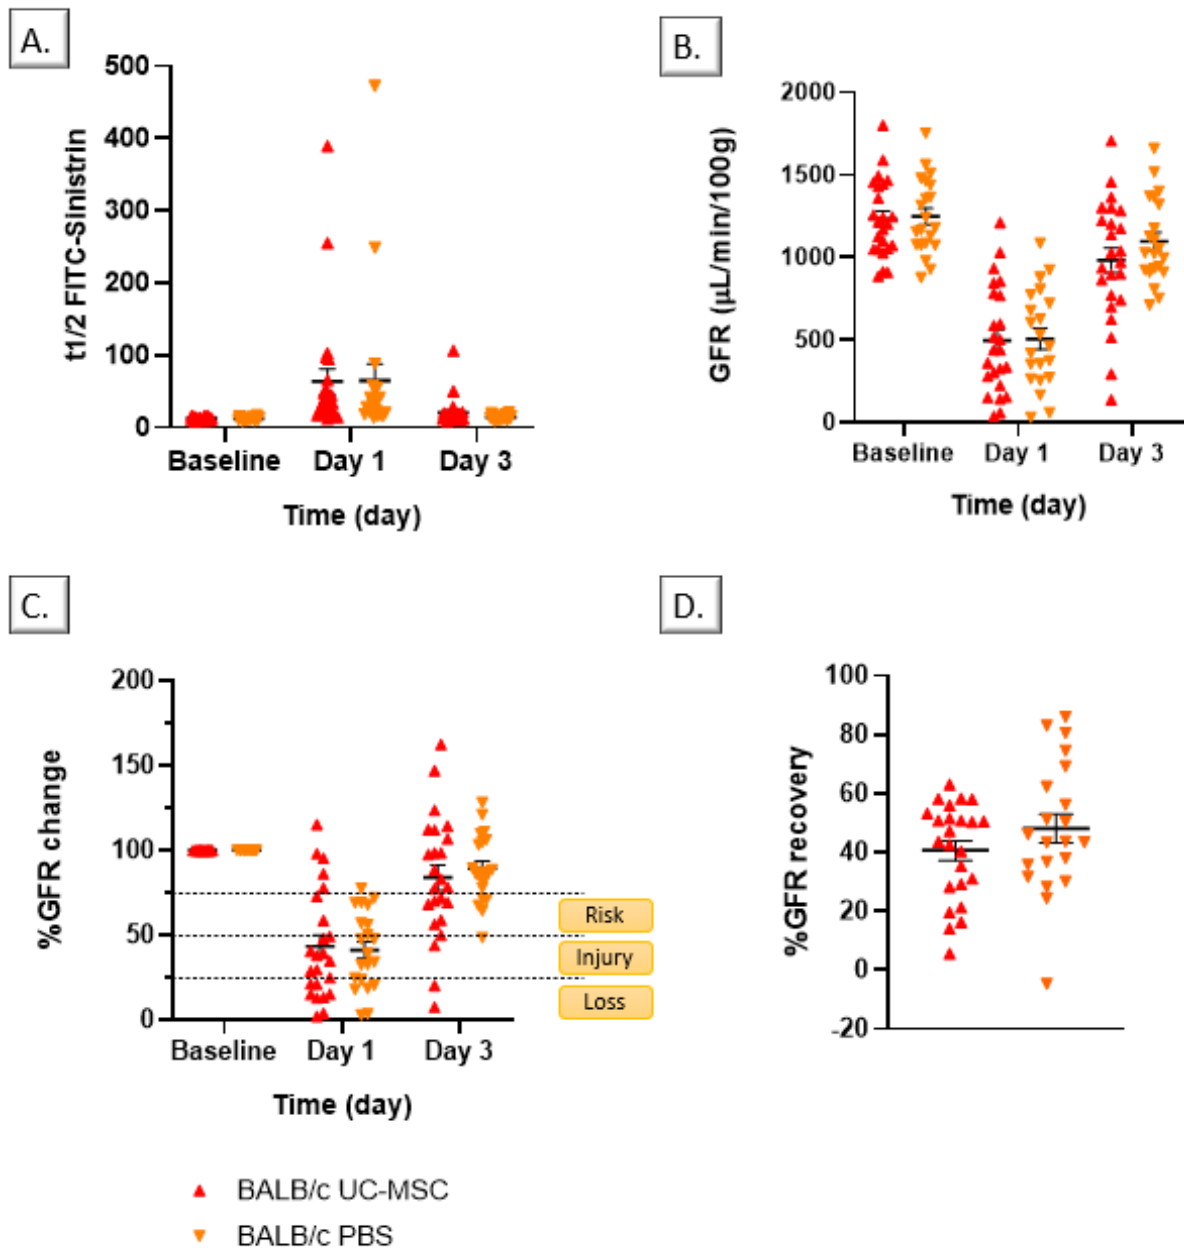 A.
500
400
300
200
100
0
t1/2 FITC-Sinistrin
Baseline Day 1 Day 3
Time (day)
B.
2000
1500
1000
500
0
GFR (µL/min/100g)
Baseline Day 1 Day 3
Time (day)
C.
200
150
100
50
0
%GFR change
Risk
Injury
Loss
Baseline Day 1 Day 3
Time (day)
D.
100
80
60
40
20
0
-20
%GFR recovery
BALB/c UC-MSC
BALB/c PBS